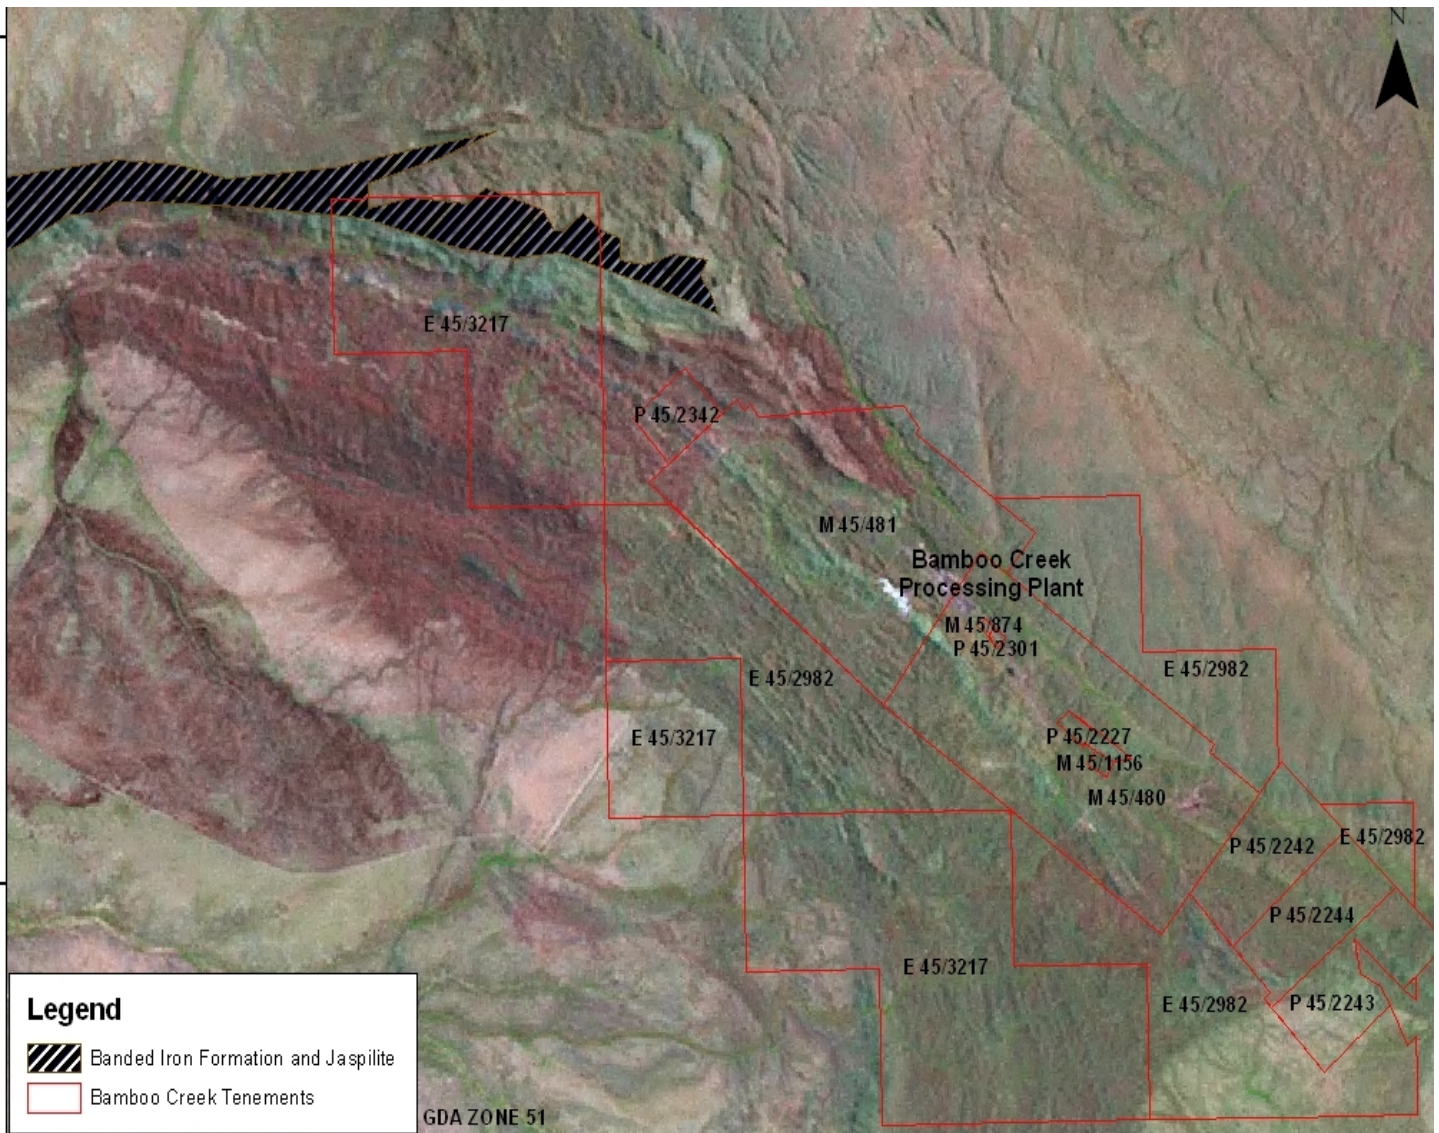 N
E 45/3217
P 45/2342
M 45/481
Bamboo Creek
Processing Plant
M 45/874
P 45/2301
E 45/2982
E 45/2982
E 45/3217
P 45/2227
M 45/1156
M 45/480
P 45/2242
E 45/2982
P 45/2244
E 45/3217
E 45/2982
P 45/2243
Legend
Banded Iron Formation and Jaspilite
Bamboo Creek Tenements
GDA ZONE 51